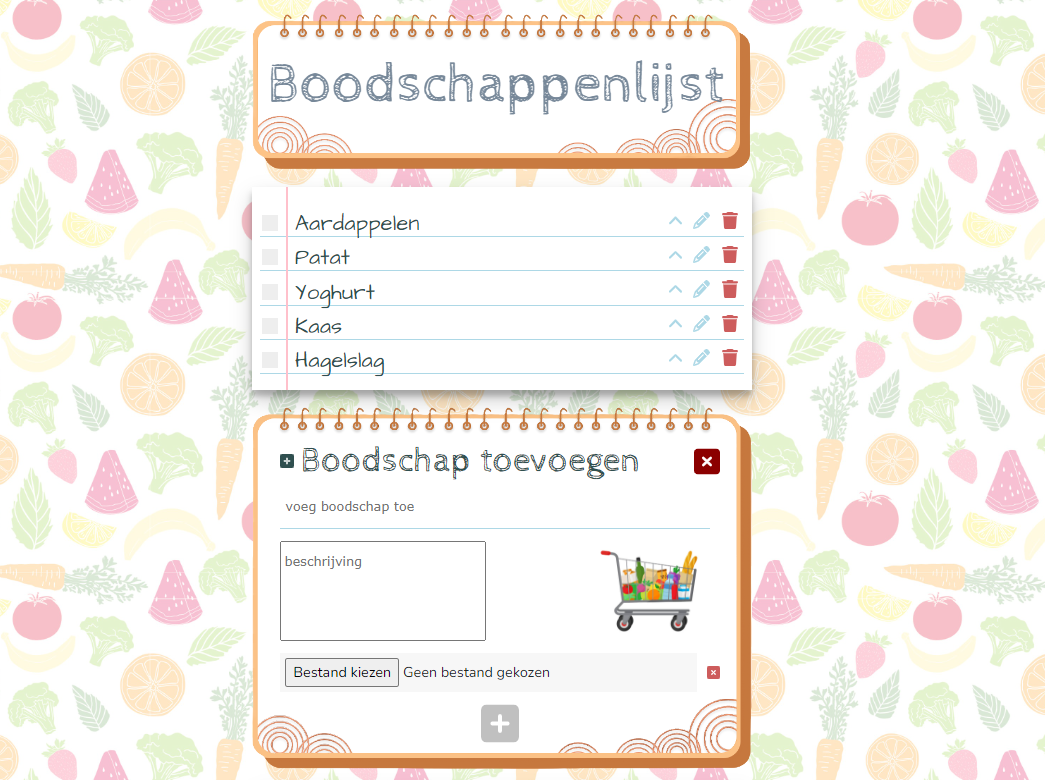 Boodschappenlijst
Aardappelen
Patat
Yoghurt
Kaas
Hagelslag
Boodschap toevoegen
voeg boodschap toe
beschrijving
Bestand kiezen Geen bestand gekozen